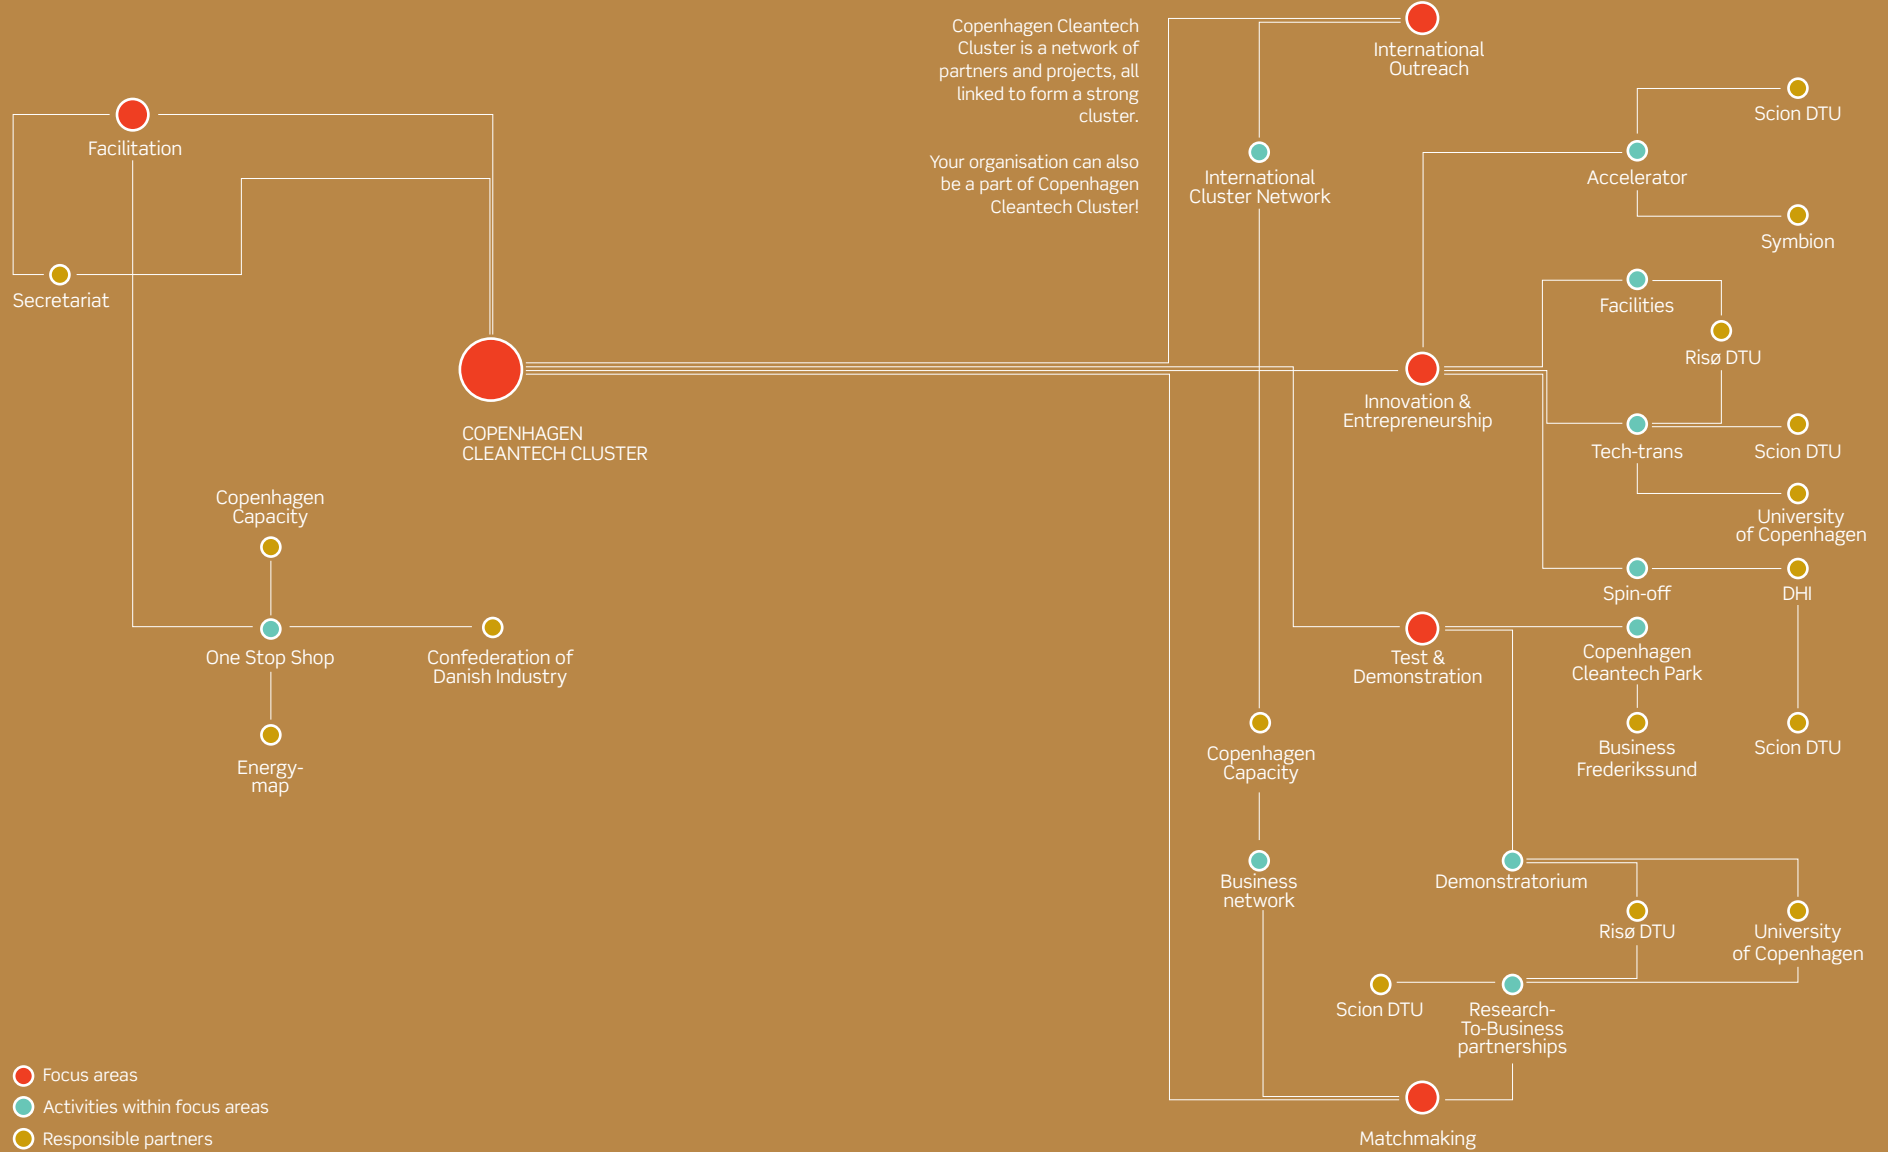 Copenhagen Cleantech
Cluster is a network of
partners and projects, all
linked to form a strong
cluster.
Your organisation can also
be a part of Copenhagen
Cleantech Cluster!
Facilitation
Secretariat
COPENHAGEN
CLEANTECH CLUSTER
Copenhagen
Capacity
One Stop Shop
Confederation of
Danish Industry
Energy-
map
International
Outreach
International
Cluster Network
Scion DTU
Accelerator
Symbion
Facilities
Risø DTU
Innovation &
Entrepreneurship
Tech-trans
Scion DTU
University
of Copenhagen
Spin-off
DHI
Test &
Demonstration
Copenhagen
Cleantech Park
Copenhagen
Capacity
Business
Frederikssund
Scion DTU
Business
network
Demonstratorium
Risø DTU
University
of Copenhagen
Scion DTU
Research-
To-Business
partnerships
Matchmaking
Focus areas
Activities within focus areas
Responsible partners